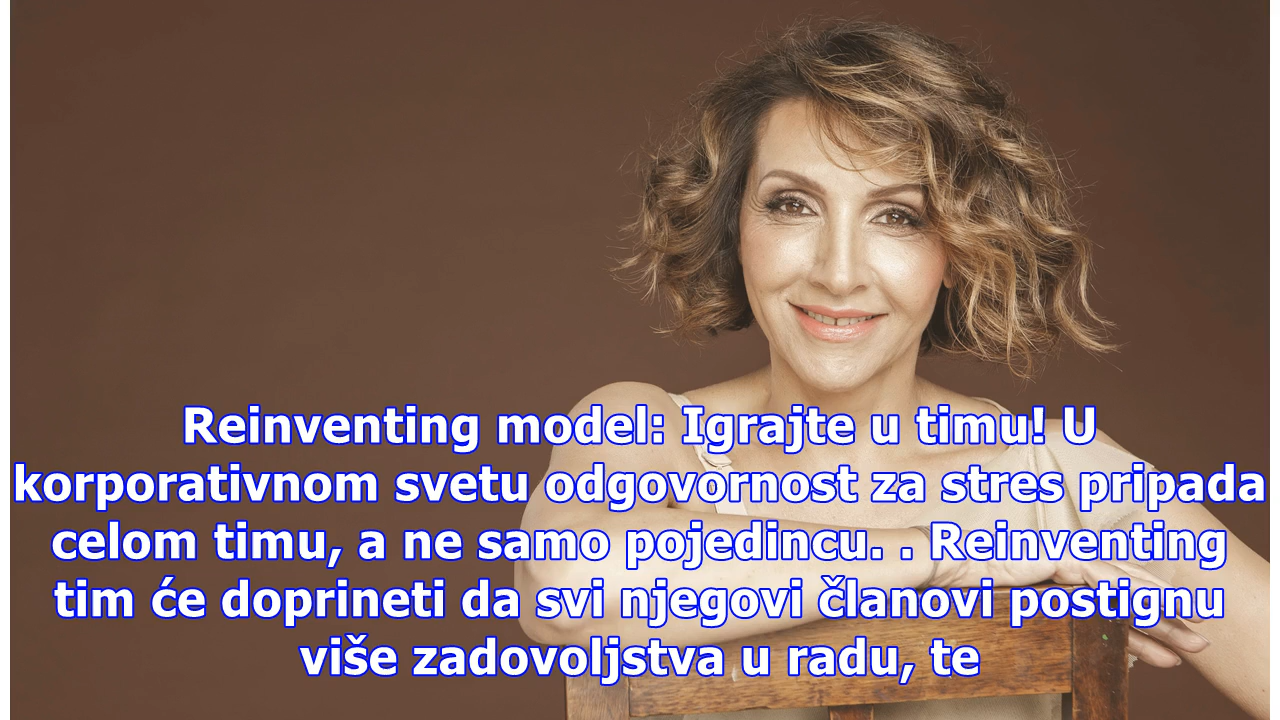 Reinventing model: Igrajte u timu! U
korporativnom svetu odgovornost za stres pripada
celom timu, a ne samo pojedincu. . Reinventing
tim će doprineti da svi njegovi članovi postignu
više zadovoljstva u radu, te